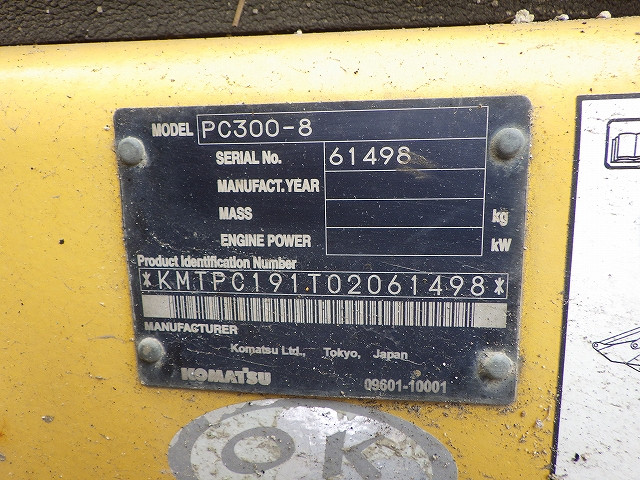 MODEL PC300-8
SERIAL No. 61498
MANUFACT.YEAR
MASS kg
ENGINE POWER kW
Product Identification Number
*KMTPC191T02061498*
MANUFACTURER
Komatsu Ltd., Tokyo, Japan
KOMATSU 09601-10001
OK